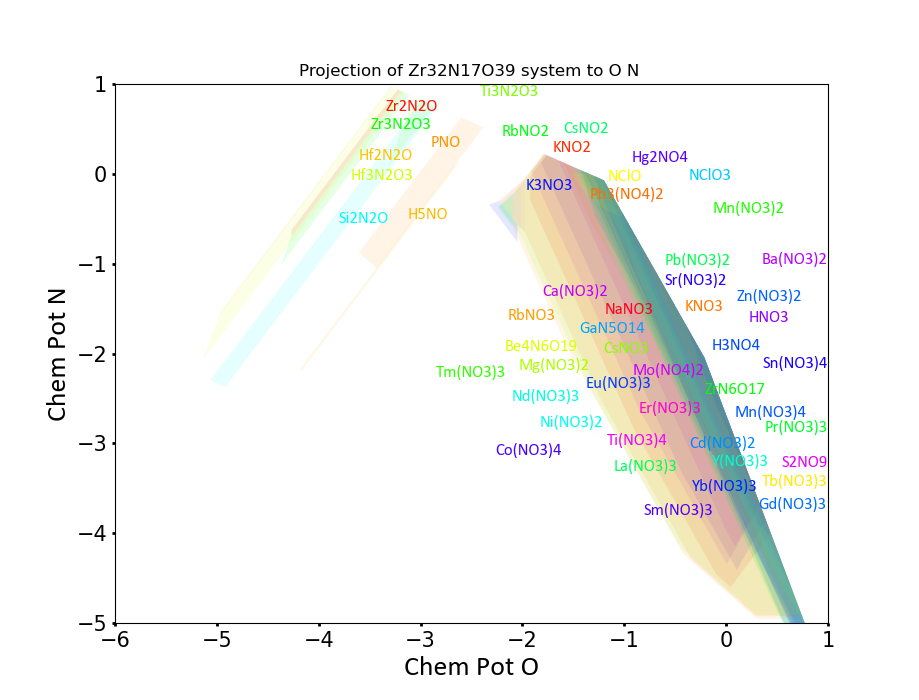 Projection of Zr32N17O39 system to O N
Ti3N2O3
Zr2N2O
Zr3N2O3
RbNO2
CsNO2
PNO
KNO2
Hf2N2O
Hg2NO4
Hf3N2O3
NClO
NClO3
K3NO3
Pb3(NO4)2
Mn(NO3)2
Si2N2O
H5NO
Pb(NO3)2
Ba(NO3)2
Sr(NO3)2
Ca(NO3)2
Zn(NO3)2
RbNO3
NaNO3
KNO3
HNO3
GaN5O14
Be4N6O19
CsNO3
H3NO4
Tm(NO3)3
Mg(NO3)2
Mo(NO4)2
Sn(NO3)4
Eu(NO3)3
ZrN6O17
Nd(NO3)3
Er(NO3)3
Mn(NO3)4
Ni(NO3)2
Pr(NO3)3
Co(NO3)4
Ti(NO3)4
Cd(NO3)2
La(NO3)3
Y(NO3)3
S2NO9
Yb(NO3)3
Tb(NO3)3
Sm(NO3)3
Gd(NO3)3
1
0
−1
−2
−3
−4
−5
Chem Pot N
−6
−5
−4
−3
−2
−1
0
1
Chem Pot O